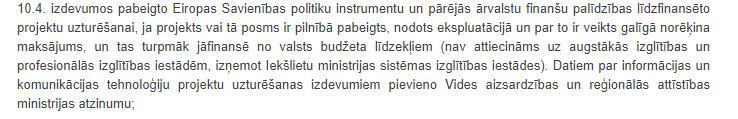 10.4. izdevumos pabeigto Eiropas Savienības politiku instrumentu un pārējās ārvalstu finanšu palīdzības līdzfinansēto
projektu uzturēšanai, ja projekts vai tā posms ir pilnībā pabeigts, nodots ekspluatācijā un par to ir veikts galīgā norēķina
maksājums, un tas turpmāk jāfinansē no valsts budžeta līdzekļiem (nav attiecināms uz augstākās izglītības un
profesionālās izglītības iestādēm, izņemot Iekšlietu ministrijas sistēmas izglītības iestādes). Datiem par informācijas un
komunikācijas tehnoloģiju projektu uzturēšanas izdevumiem pievieno Vides aizsardzības un reģionālās attīstības
ministrijas atzinumu;